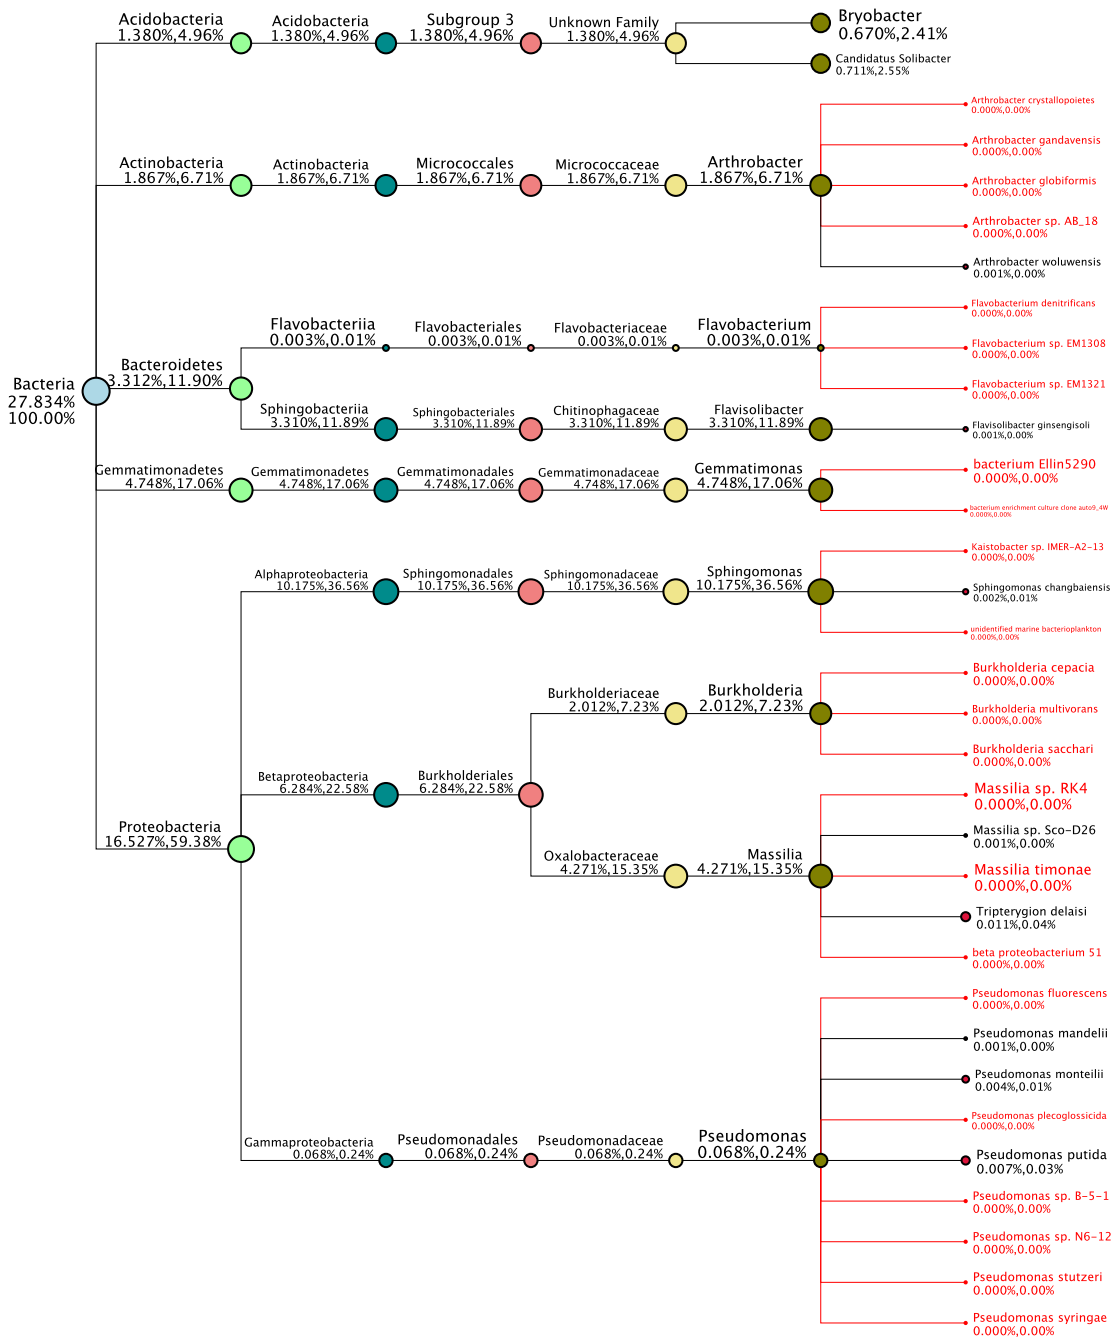 Acidobacteria
1.380%,4.96%
Acidobacteria
1.380%,4.96%
Subgroup 3
1.380%,4.96%
Unknown Family
1.380%,4.96%
Bryobacter
0.670%,2.41%
Candidatus Solibacter
0.711%,2.55%
Actinobacteria
1.867%,6.71%
Actinobacteria
1.867%,6.71%
Micrococcales
1.867%,6.71%
Micrococcaceae
1.867%,6.71%
Arthrobacter
1.867%,6.71%
Arthrobacter crystallopoietes
0.000%,0.00%
Arthrobacter gandavensis
0.000%,0.00%
Arthrobacter globiformis
0.000%,0.00%
Arthrobacter sp. AB_18
0.000%,0.00%
Arthrobacter woluwensis
0.001%,0.00%
Bacteria
27.834%
100.00%
Bacteroidetes
3.312%,11.90%
Flavobacteriia
0.003%,0.01%
Flavobacteriales
0.003%,0.01%
Flavobacteriaceae
0.003%,0.01%
Flavobacterium
0.003%,0.01%
Flavobacterium denitrificans
0.000%,0.00%
Flavobacterium sp. EM1308
0.000%,0.00%
Flavobacterium sp. EM1321
0.000%,0.00%
Sphingobacteriia
3.310%,11.89%
Sphingobacteriales
3.310%,11.89%
Chitinophagaceae
3.310%,11.89%
Flavisolibacter
3.310%,11.89%
Flavisolibacter ginsengisoli
0.001%,0.00%
Gemmatimonadetes
4.748%,17.06%
Gemmatimonadetes
4.748%,17.06%
Gemmatimonadales
4.748%,17.06%
Gemmatimonadaceae
4.748%,17.06%
Gemmatimonas
4.748%,17.06%
bacterium Ellin5290
0.000%,0.00%
bacterium enrichment culture clone auto9_4W
0.000%,0.00%
Proteobacteria
16.527%,59.38%
Alphaproteobacteria
10.175%,36.56%
Sphingomonadales
10.175%,36.56%
Sphingomonadaceae
10.175%,36.56%
Sphingomonas
10.175%,36.56%
Kaistobacter sp. IMER-A2-13
0.000%,0.00%
Sphingomonas changbaiensis
0.002%,0.01%
unidentified marine bacterioplankton
0.000%,0.00%
Betaproteobacteria
6.284%,22.58%
Burkholderiales
6.284%,22.58%
Burkholderiaceae
2.012%,7.23%
Burkholderia
2.012%,7.23%
Burkholderia cepacia
0.000%,0.00%
Burkholderia multivorans
0.000%,0.00%
Burkholderia sacchari
0.000%,0.00%
Oxalobacteraceae
4.271%,15.35%
Massilia
4.271%,15.35%
Massilia sp. RK4
0.000%,0.00%
Massilia sp. Sco-D26
0.001%,0.00%
Massilia timonae
0.000%,0.00%
Tripterygion delaisi
0.011%,0.04%
beta proteobacterium 51
0.000%,0.00%
Gammaproteobacteria
0.068%,0.24%
Pseudomonadales
0.068%,0.24%
Pseudomonadaceae
0.068%,0.24%
Pseudomonas
0.068%,0.24%
Pseudomonas fluorescens
0.000%,0.00%
Pseudomonas mandelii
0.001%,0.00%
Pseudomonas monteilii
0.004%,0.01%
Pseudomonas plecoglossicida
0.000%,0.00%
Pseudomonas putida
0.007%,0.03%
Pseudomonas sp. B-5-1
0.000%,0.00%
Pseudomonas sp. N6-12
0.000%,0.00%
Pseudomonas stutzeri
0.000%,0.00%
Pseudomonas syringae
0.000%,0.00%